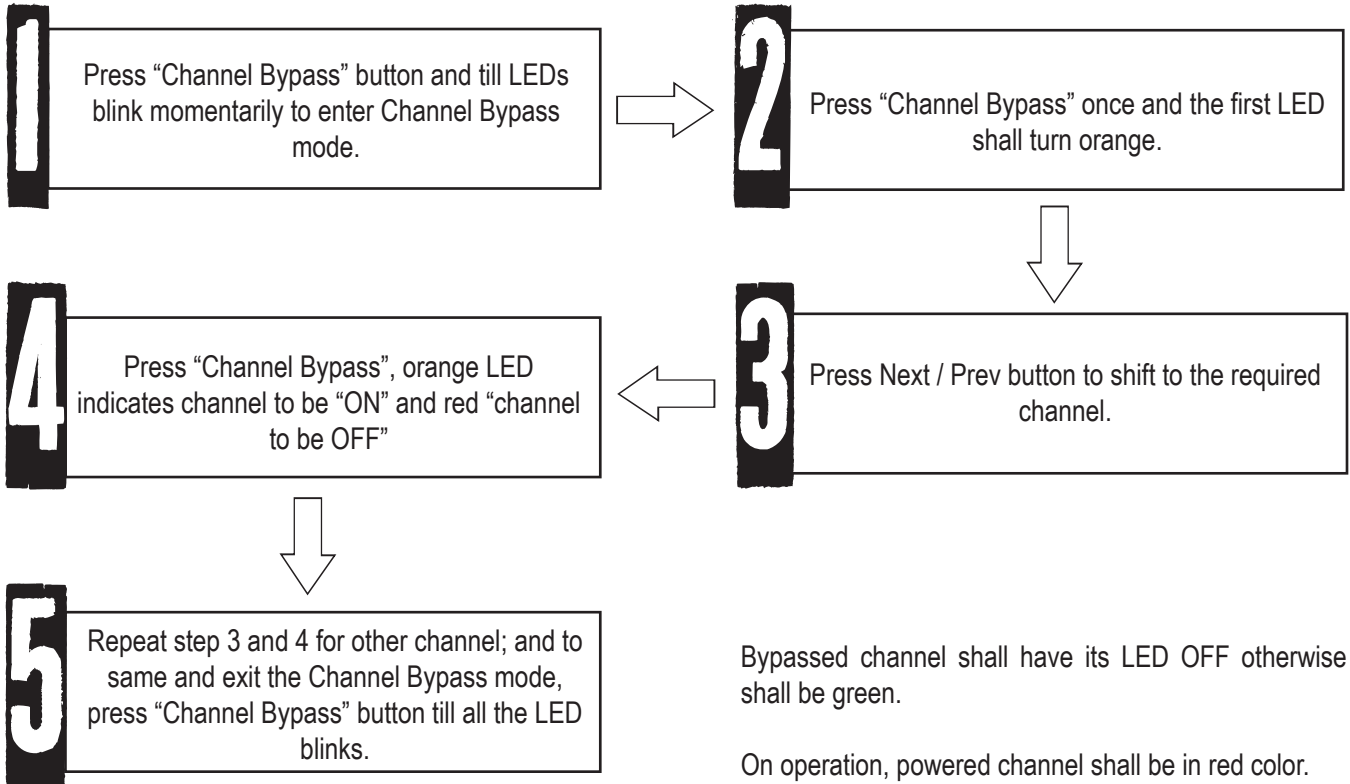 1
Press “Channel Bypass” button and till LEDs
blink momentarily to enter Channel Bypass
mode.
2
Press “Channel Bypass” once and the first LED
shall turn orange.
3
Press Next / Prev button to shift to the required
channel.
4
Press “Channel Bypass”, orange LED
indicates channel to be “ON” and red “channel
to be OFF”
5
Repeat step 3 and 4 for other channel; and to
same and exit the Channel Bypass mode,
press “Channel Bypass” button till all the LED
blinks.
Bypassed channel shall have its LED OFF otherwise
shall be green.
On operation, powered channel shall be in red color.